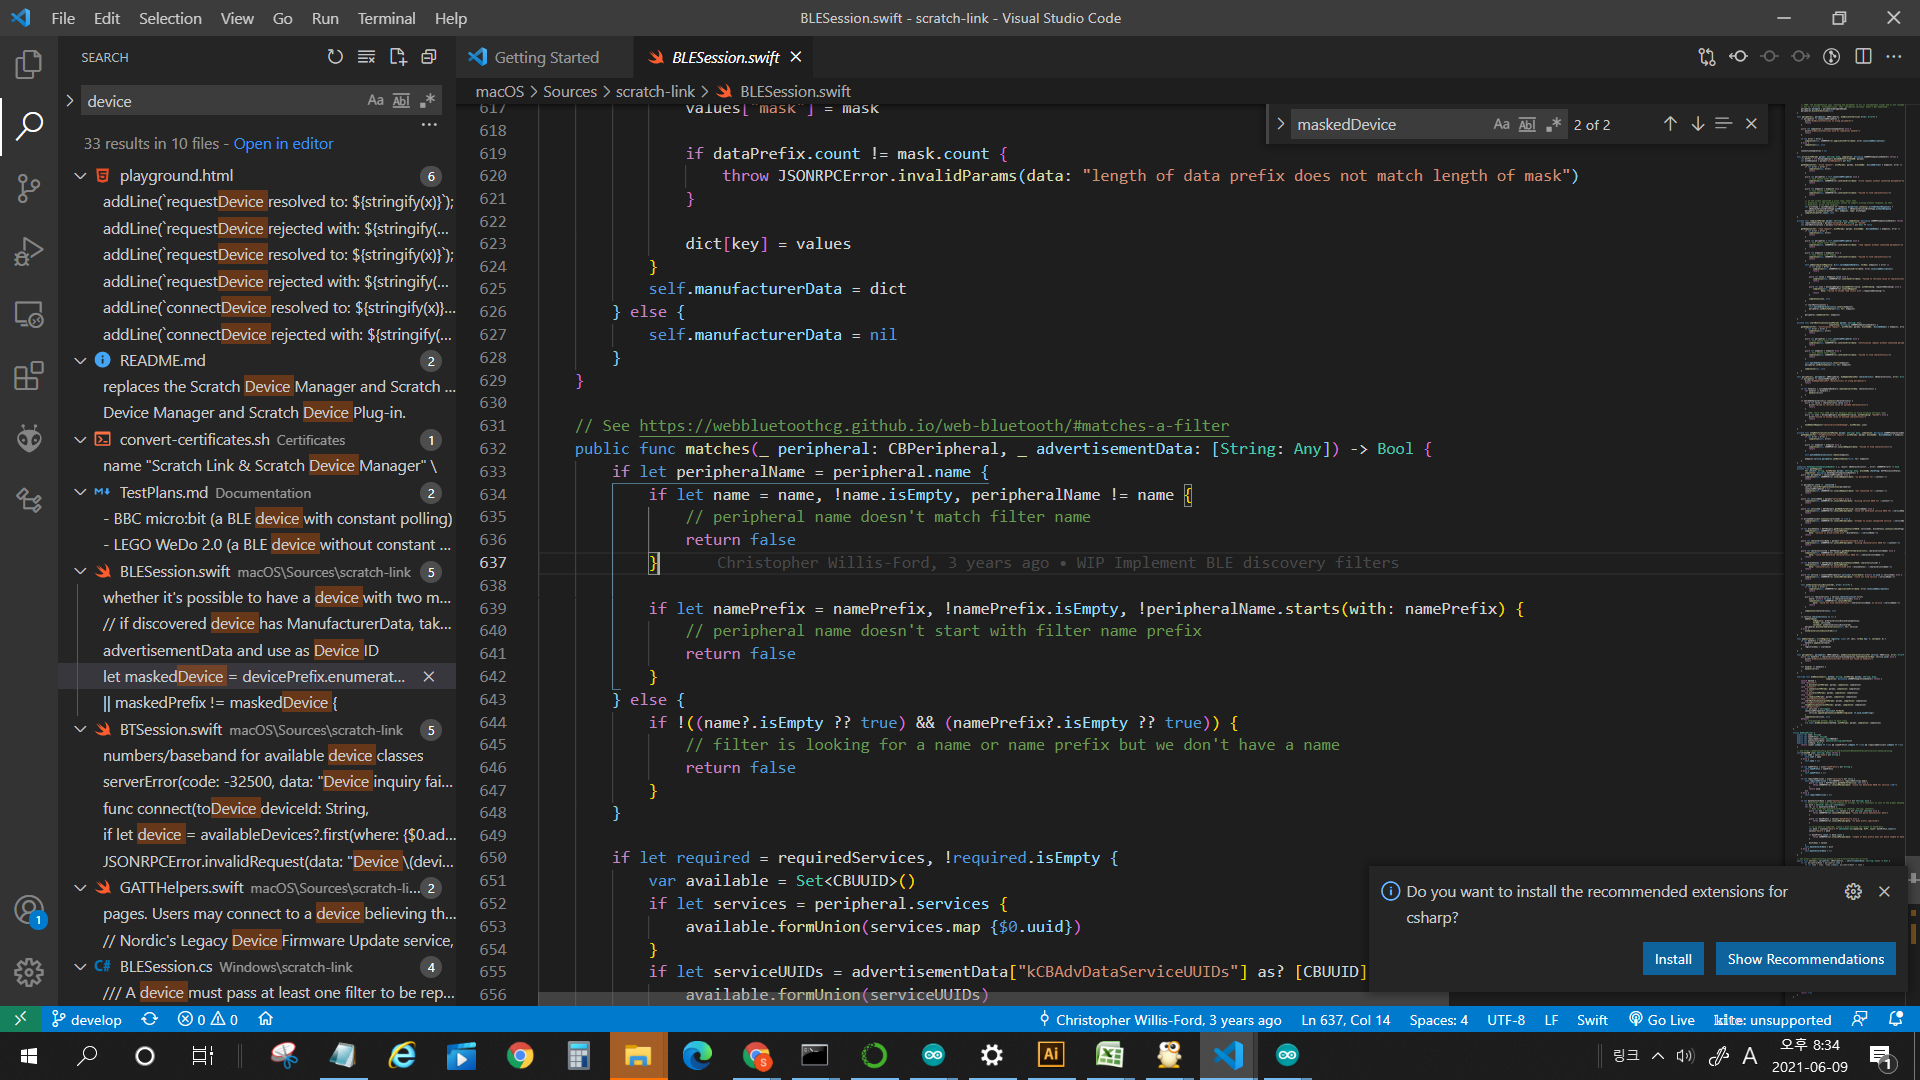 File Edit Selection View Go Run Terminal Help
BLESession.swift - scratch-link - Visual Studio Code
SEARCH
device
Aa Abl .*
33 results in 10 files - Open in editor
playground.html 6
addLine(`requestDevice resolved to: ${stringify(x)}`);
addLine(`requestDevice rejected with: ${stringify(...
addLine(`requestDevice resolved to: ${stringify(x)}`);
addLine(`requestDevice rejected with: ${stringify(...
addLine(`connectDevice resolved to: ${stringify(x)}...
addLine(`connectDevice rejected with: ${stringify(...
README.md 2
replaces the Scratch Device Manager and Scratch ...
Device Manager and Scratch Device Plug-in.
convert-certificates.sh Certificates 1
name "Scratch Link & Scratch Device Manager" \
TestPlans.md Documentation 2
- BBC micro:bit (a BLE device with constant polling)
- LEGO WeDo 2.0 (a BLE device without constant ...
BLESession.swift macOS\Sources\scratch-link 5
whether it's possible to have a device with two m...
// if discovered device has ManufacturerData, tak...
advertisementData and use as Device ID
let maskedDevice = devicePrefix.enumerat...
|| maskedPrefix != maskedDevice {
BTSession.swift macOS\Sources\scratch-link 5
numbers/baseband for available device classes
serverError(code: -32500, data: "Device inquiry fai...
func connect(toDevice deviceId: String,
if let device = availableDevices?.first(where: {$0.ad...
JSONRPCError.invalidRequest(data: "Device \(devi...
GATTHelpers.swift macOS\Sources\scratch-li... 2
pages. Users may connect to a device believing th...
// Nordic's Legacy Device Firmware Update service,
BLESession.cs Windows\scratch-link 4
/// A device must pass at least one filter to be rep...
1
Getting Started
BLESession.swift
macOS > Sources > scratch-link > BLESession.swift
maskedDevice Aa Abl .* 2 of 2
617 values["mask"] = mask
618
619 if dataPrefix.count != mask.count {
620 throw JSONRPCError.invalidParams(data: "length of data prefix does not match length of mask")
621 }
622
623 dict[key] = values
624 }
625 self.manufacturerData = dict
626 } else {
627 self.manufacturerData = nil
628 }
629 }
630
631 // See https://webbluetoothcg.github.io/web-bluetooth/#matches-a-filter
632 public func matches(_ peripheral: CBPeripheral, _ advertisementData: [String: Any]) -> Bool {
633 if let peripheralName = peripheral.name {
634 if let name = name, !name.isEmpty, peripheralName != name {
635 // peripheral name doesn't match filter name
636 return false
637 } Christopher Willis-Ford, 3 years ago • WIP Implement BLE discovery filters
638
639 if let namePrefix = namePrefix, !namePrefix.isEmpty, !peripheralName.starts(with: namePrefix) {
640 // peripheral name doesn't start with filter name prefix
641 return false
642 }
643 } else {
644 if !((name?.isEmpty ?? true) && (namePrefix?.isEmpty ?? true)) {
645 // filter is looking for a name or name prefix but we don't have a name
646 return false
647 }
648 }
649
650 if let required = requiredServices, !required.isEmpty {
651 var available = Set<CBUUID>()
652 if let services = peripheral.services {
653 available.formUnion(services.map {$0.uuid})
654 }
655 if let serviceUUIDs = advertisementData["kCBAdvDataServiceUUIDs"] as? [CBUUID]
656 available.formUnion(serviceUUIDs)
Do you want to install the recommended extensions for
csharp?
Install Show Recommendations
develop 0 0 Christopher Willis-Ford, 3 years ago Ln 637, Col 14 Spaces: 4 UTF-8 LF Swift Go Live kite: unsupported
Ai 링크 A 오후 8:34
2021-06-09 1